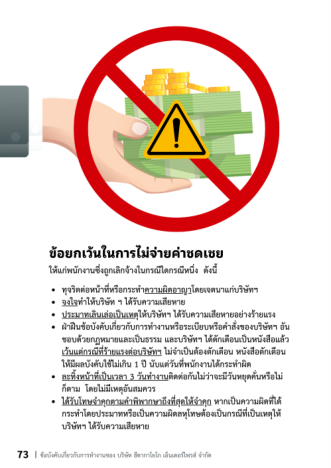 ข้อยกเว้นในการไม่จ่ายค่าชดเชย
ให้แก่พนักงานซึ่งถูกเลิกจ้างในกรณีใดกรณีหนึ่ง ดังนี้
• ทุจริตต่อหน้าที่หรือกระทำความผิดอาญาโดยเจตนาแก่บริษัทฯ
• จงใจทำให้บริษัท ฯ ได้รับความเสียหาย
• ประมาทเลินเล่อเป็นเหตุให้บริษัทฯ ได้รับความเสียหายอย่างร้ายแรง
• ฝ่าฝืนข้อบังคับเกี่ยวกับการทำงานหรือระเบียบหรือคำสั่งของบริษัทฯ อัน
ชอบด้วยกฎหมายและเป็นธรรม และบริษัทฯ ได้ตักเตือนเป็นหนังสือแล้ว
เว้นแต่กรณีที่ร้ายแรงต่อบริษัทฯ ไม่จำเป็นต้องตักเตือน หนังสือตักเตือน
ให้มีผลบังคับใช้ไม่เกิน 1 ปี นับแต่วันที่พนักงานได้กระทำผิด
• ละทิ้งหน้าที่เป็นเวลา 3 วันทำงานติดต่อกันไม่ว่าจะมีวันหยุดคั่นหรือไม่
ก็ตาม โดยไม่มีเหตุอันสมควร
• ได้รับโทษจำคุกตามคำพิพากษาถึงที่สุดให้จำคุก หากเป็นความผิดที่ได้
กระทำโดยประมาทหรือเป็นความผิดลหุโทษต้องเป็นกรณีที่เป็นเหตุให้
บริษัทฯ ได้รับความเสียหาย
73 | ข้อบังคับเกี่ยวกับการทำงานของ บริษัท ฮีดากาโยโก เอ็นเตอร์ไพรส์ จำกัด